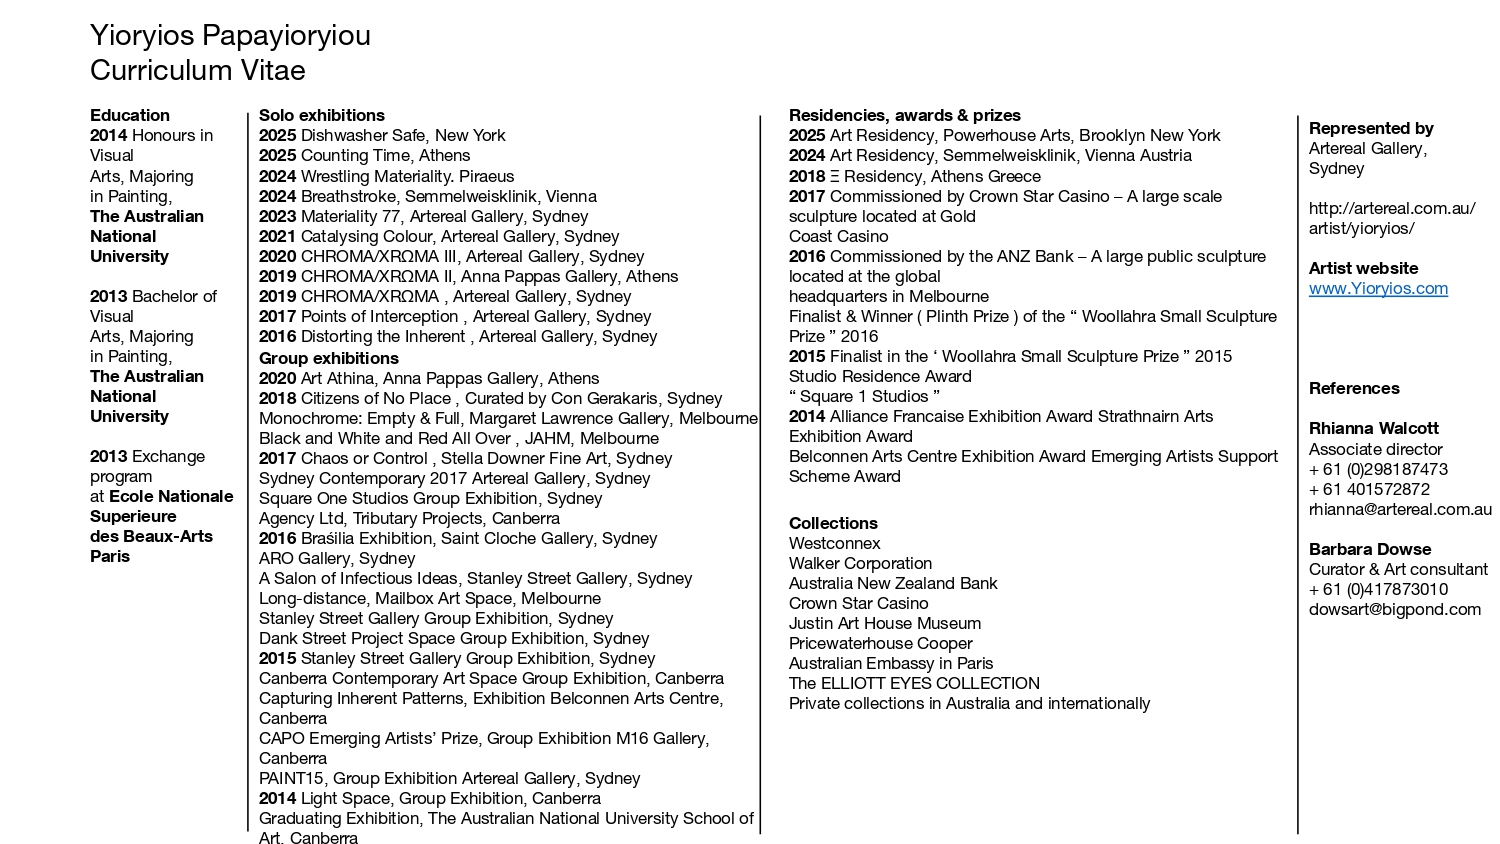 Yioryios Papayioryiou
Curriculum Vitae
Education
2014 Honours in
Visual
Arts, Majoring
in Painting,
The Australian
National
University
2013 Bachelor of
Visual
Arts, Majoring
in Painting,
The Australian
National
University
2013 Exchange
program
at Ecole Nationale
Superieure
des Beaux-Arts
Paris
Solo exhibitions
2025 Dishwasher Safe, New York
2025 Counting Time, Athens
2024 Wrestling Materiality. Piraeus
2024 Breathstroke, Semmelweisklinik, Vienna
2023 Materiality 77, Artereal Gallery, Sydney
2021 Catalysing Colour, Artereal Gallery, Sydney
2020 CHROMA/XRΩMA III, Artereal Gallery, Sydney
2019 CHROMA/XRΩMA II, Anna Pappas Gallery, Athens
2019 CHROMA/XRΩMA , Artereal Gallery, Sydney
2017 Points of Interception , Artereal Gallery, Sydney
2016 Distorting the Inherent , Artereal Gallery, Sydney
Group exhibitions
2020 Art Athina, Anna Pappas Gallery, Athens
2018 Citizens of No Place , Curated by Con Gerakaris, Sydney
Monochrome: Empty & Full, Margaret Lawrence Gallery, Melbourne
Black and White and Red All Over , JAHM, Melbourne
2017 Chaos or Control , Stella Downer Fine Art, Sydney
Sydney Contemporary 2017 Artereal Gallery, Sydney
Square One Studios Group Exhibition, Sydney
Agency Ltd, Tributary Projects, Canberra
2016 Braśilia Exhibition, Saint Cloche Gallery, Sydney
ARO Gallery, Sydney
A Salon of Infectious Ideas, Stanley Street Gallery, Sydney
Long-distance, Mailbox Art Space, Melbourne
Stanley Street Gallery Group Exhibition, Sydney
Dank Street Project Space Group Exhibition, Sydney
2015 Stanley Street Gallery Group Exhibition, Sydney
Canberra Contemporary Art Space Group Exhibition, Canberra
Capturing Inherent Patterns, Exhibition Belconnen Arts Centre,
Canberra
CAPO Emerging Artists’ Prize, Group Exhibition M16 Gallery,
Canberra
PAINT15, Group Exhibition Artereal Gallery, Sydney
2014 Light Space, Group Exhibition, Canberra
Graduating Exhibition, The Australian National University School of
Art, Canberra
Residencies, awards & prizes
2025 Art Residency, Powerhouse Arts, Brooklyn New York
2024 Art Residency, Semmelweisklinik, Vienna Austria
2018 Ξ Residency, Athens Greece
2017 Commissioned by Crown Star Casino – A large scale
sculpture located at Gold
Coast Casino
2016 Commissioned by the ANZ Bank – A large public sculpture
located at the global
headquarters in Melbourne
Finalist & Winner ( Plinth Prize ) of the “ Woollahra Small Sculpture
Prize ” 2016
2015 Finalist in the ‘ Woollahra Small Sculpture Prize ” 2015
Studio Residence Award
“ Square 1 Studios ”
2014 Alliance Francaise Exhibition Award Strathnairn Arts
Exhibition Award
Belconnen Arts Centre Exhibition Award Emerging Artists Support
Scheme Award
Collections
Westconnex
Walker Corporation
Australia New Zealand Bank
Crown Star Casino
Justin Art House Museum
Pricewaterhouse Cooper
Australian Embassy in Paris
The ELLIOTT EYES COLLECTION
Private collections in Australia and internationally
Represented by
Artereal Gallery,
Sydney
http://artereal.com.au/
artist/yioryios/
Artist website
www.Yioryios.com
References
Rhianna Walcott
Associate director
+ 61 (0)298187473
+ 61 401572872
rhianna@artereal.com.au
Barbara Dowse
Curator & Art consultant
+ 61 (0)417873010
dowsart@bigpond.com